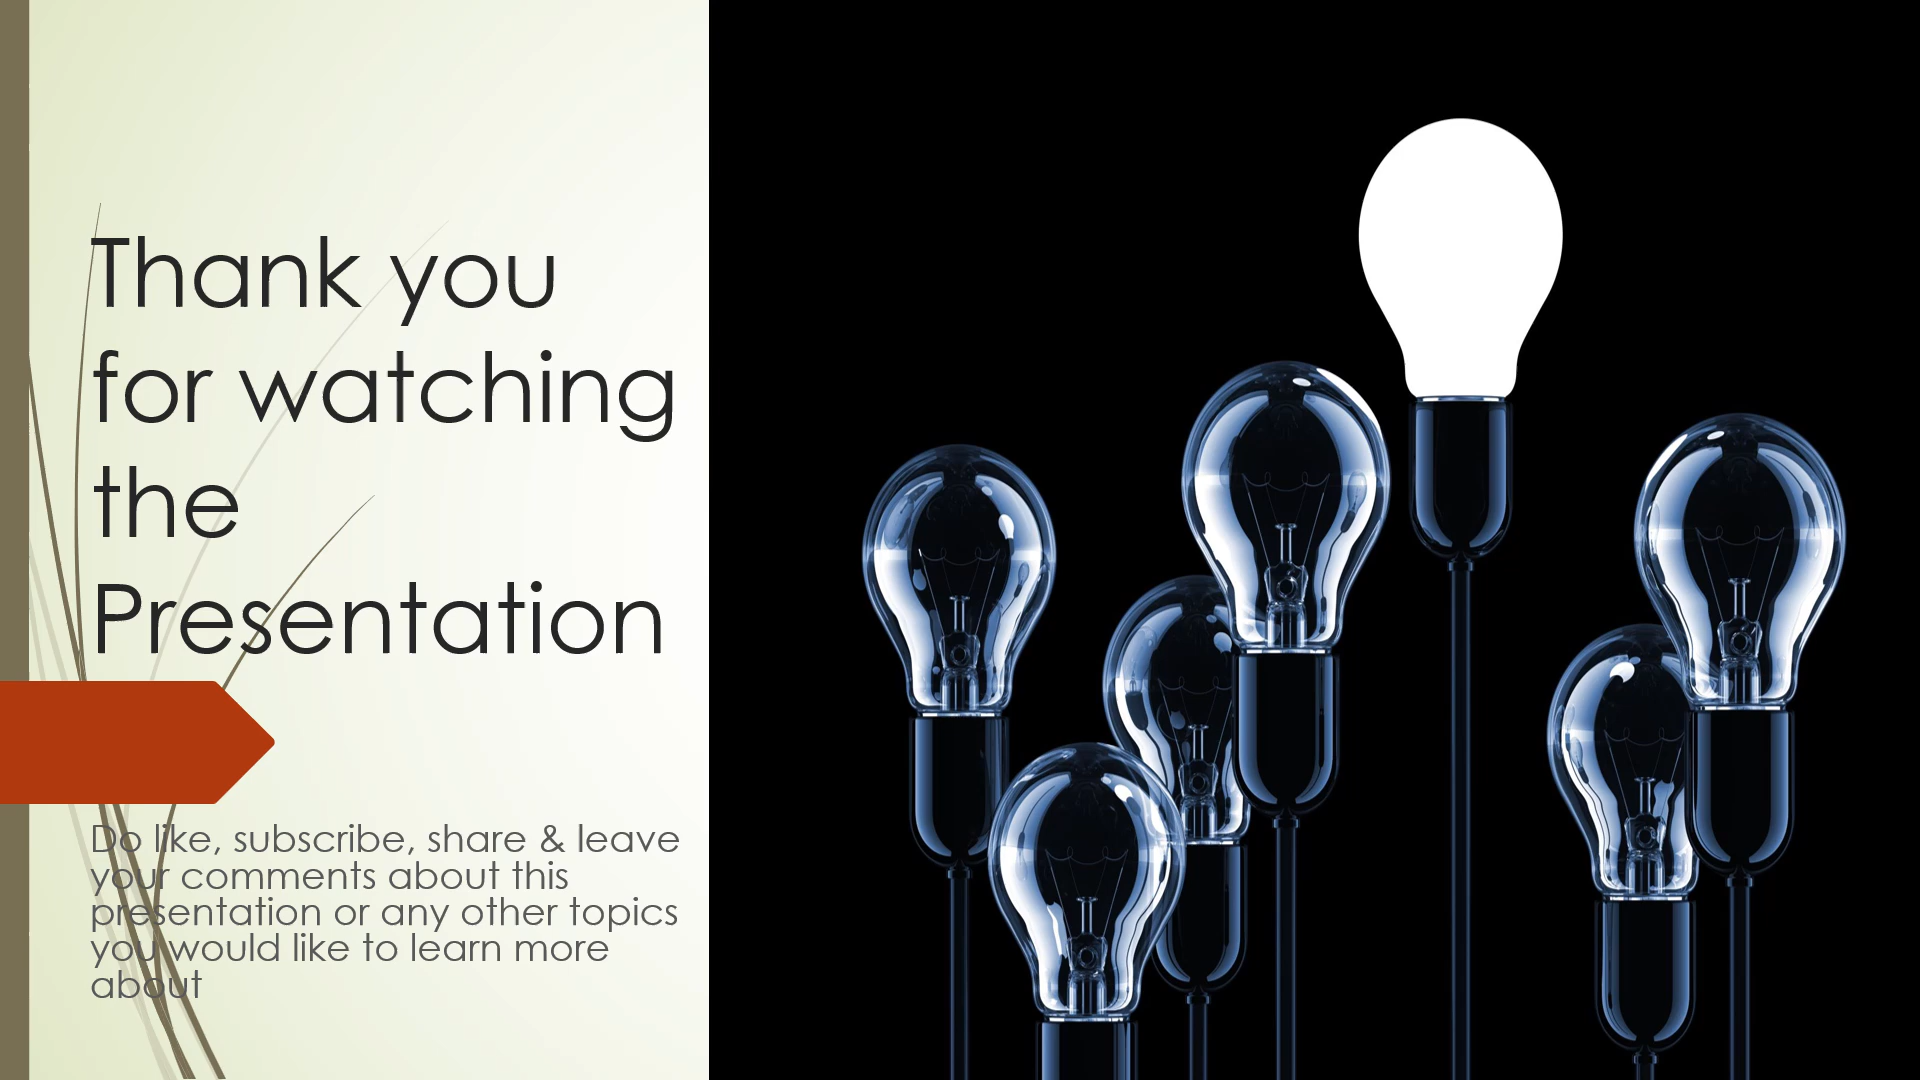 Thank you
for watching
the
Presentation
Do like, subscribe, share & leave
your comments about this
presentation or any other topics
you would like to learn more
about